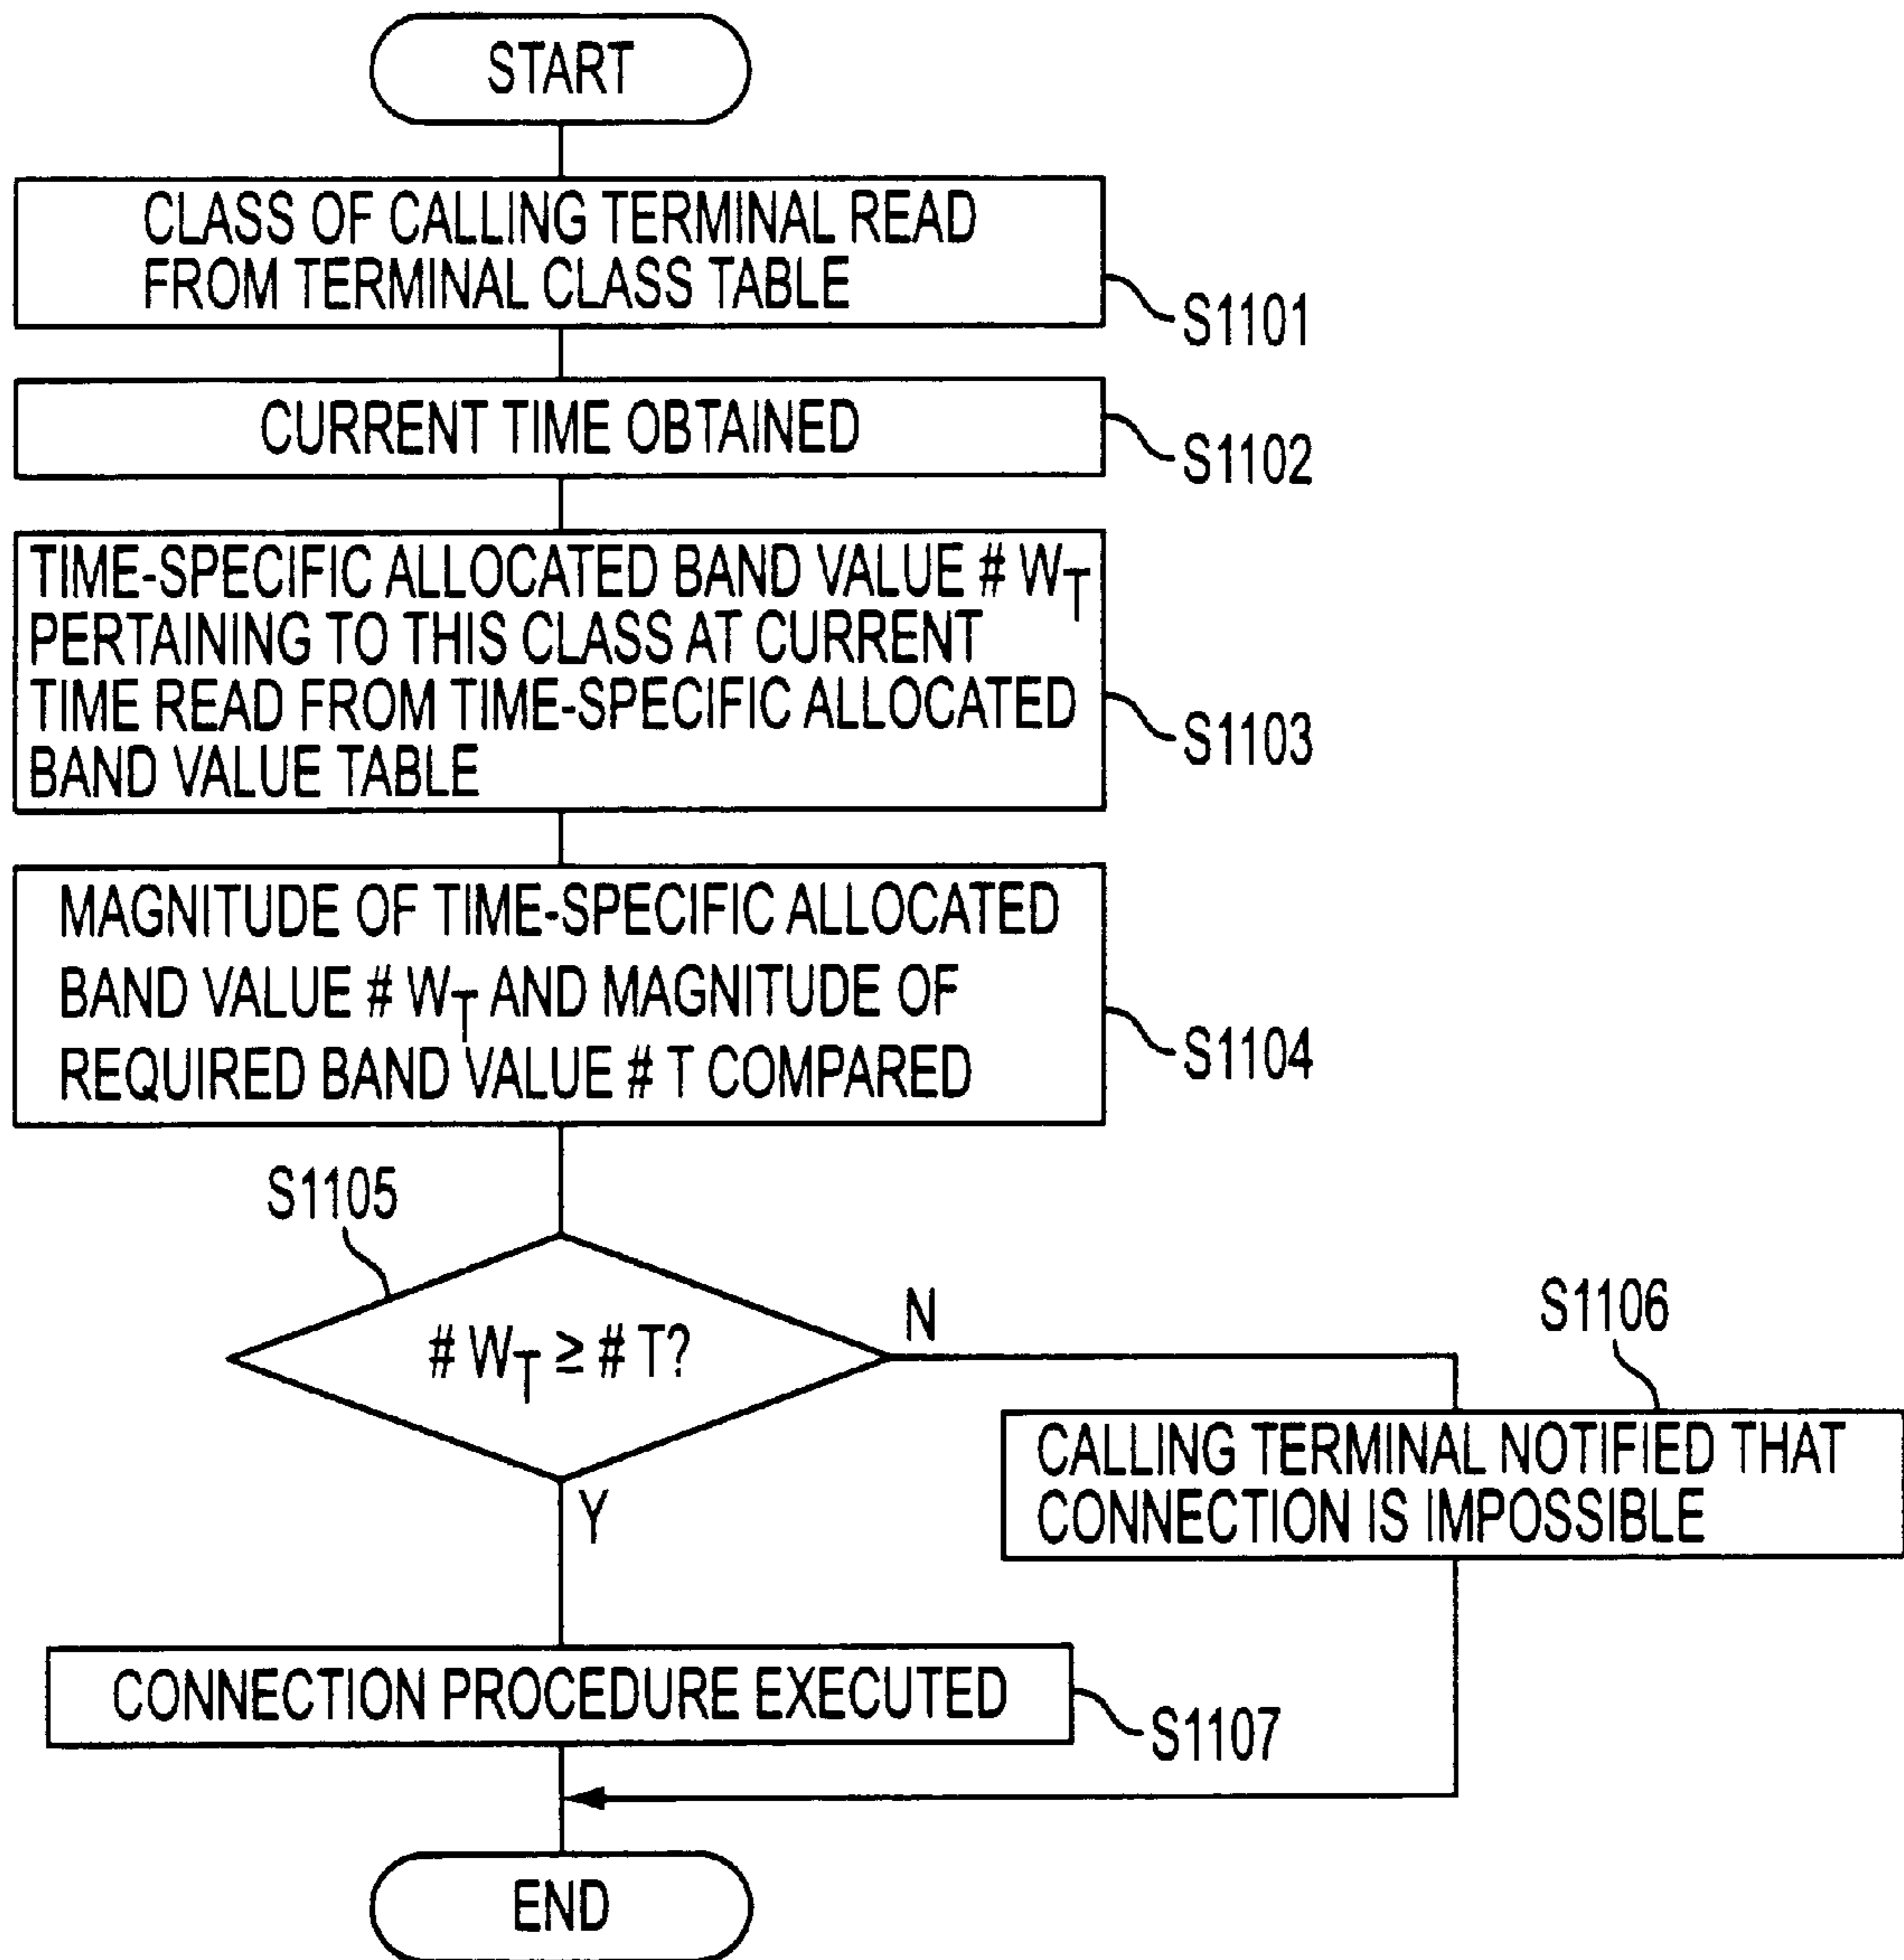 START
CLASS OF CALLING TERMINAL READ
FROM TERMINAL CLASS TABLE
S1101
CURRENT TIME OBTAINED
S1102
TIME-SPECIFIC ALLOCATED BAND VALUE # WT
PERTAINING TO THIS CLASS AT CURRENT
TIME READ FROM TIME-SPECIFIC ALLOCATED
BAND VALUE TABLE
S1103
MAGNITUDE OF TIME-SPECIFIC ALLOCATED
BAND VALUE # WT AND MAGNITUDE OF
REQUIRED BAND VALUE # T COMPARED
S1104
S1105
# WT ≥ # T?
N
Y
S1106
CALLING TERMINAL NOTIFIED THAT
CONNECTION IS IMPOSSIBLE
CONNECTION PROCEDURE EXECUTED
S1107
END